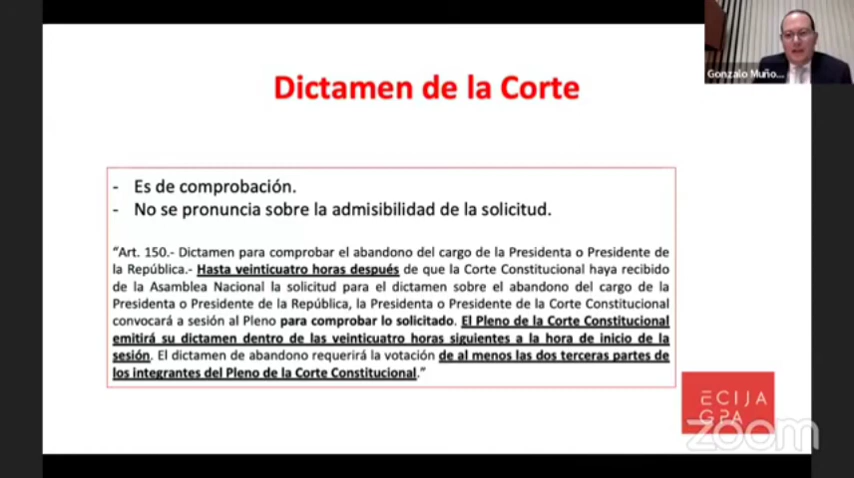 Gonzalo Muño...
Dictamen de la Corte
- Es de comprobación.
- No se pronuncia sobre la admisibilidad de la solicitud.
“Art. 150.- Dictamen para comprobar el abandono del cargo de la Presidenta o Presidente de
la República.- Hasta veinticuatro horas después de que la Corte Constitucional haya recibido
de la Asamblea Nacional la solicitud para el dictamen sobre el abandono del cargo de la
Presidenta o Presidente de la República, la Presidenta o Presidente de la Corte Constitucional
convocará a sesión al Pleno para comprobar lo solicitado. El Pleno de la Corte Constitucional
emitirá su dictamen dentro de las veinticuatro horas siguientes a la hora de inicio de la
sesión. El dictamen de abandono requerirá la votación de al menos las dos terceras partes de
los integrantes del Pleno de la Corte Constitucional.”
ECIJA
GPA
zoom